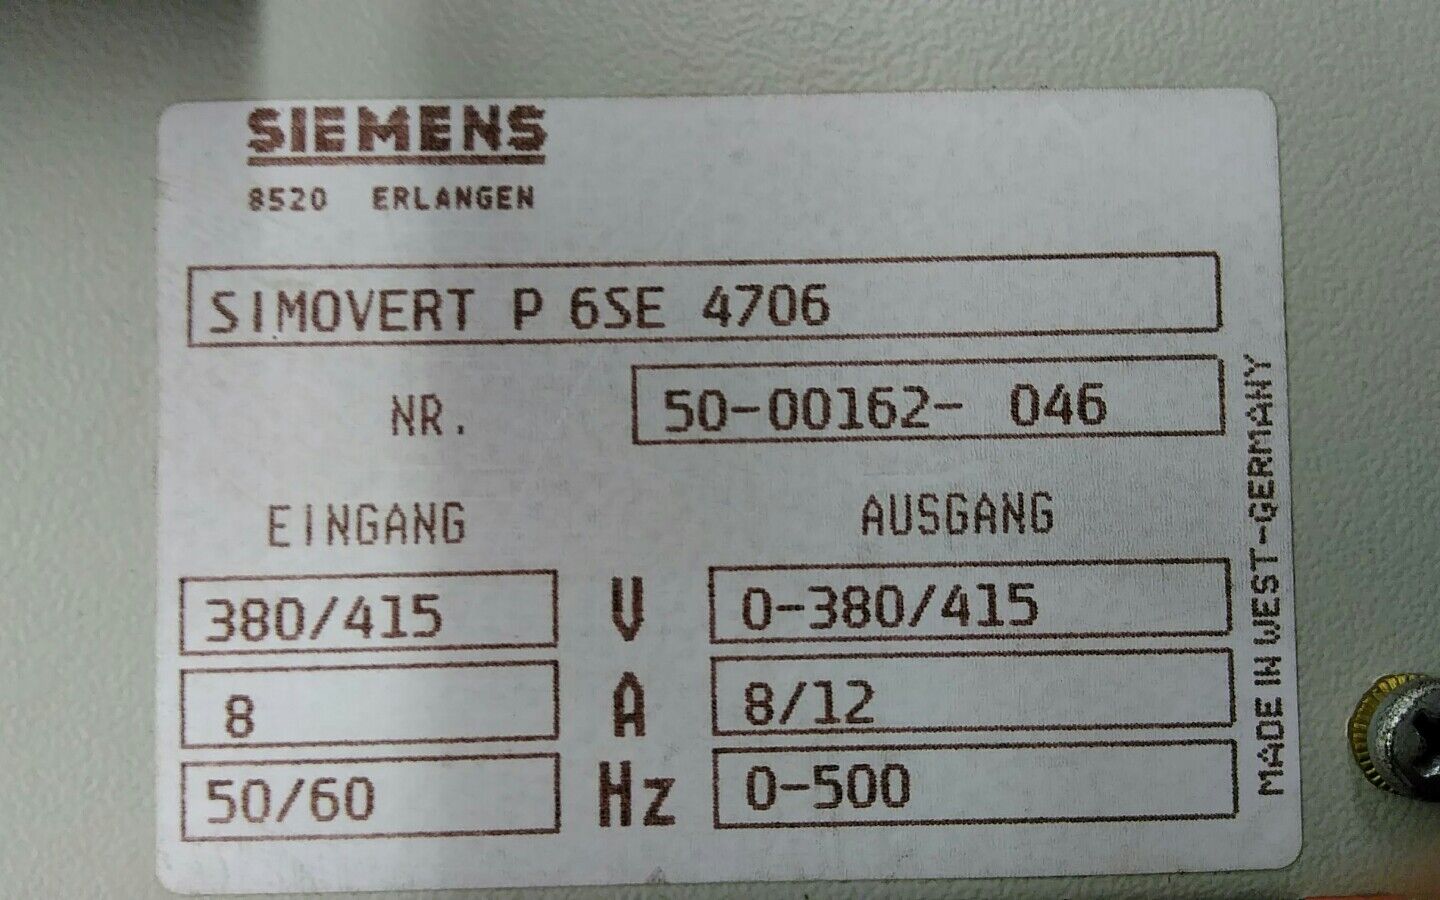 SIEMENS
8520 ERLANGEN
SIMOVERT P 6SE 4706
NR. 50-00162- 046
EINGANG AUSGANG
380/415 V 0-380/415
8 A 8/12
50/60 Hz 0-500
MADE IN WEST-GERMANY